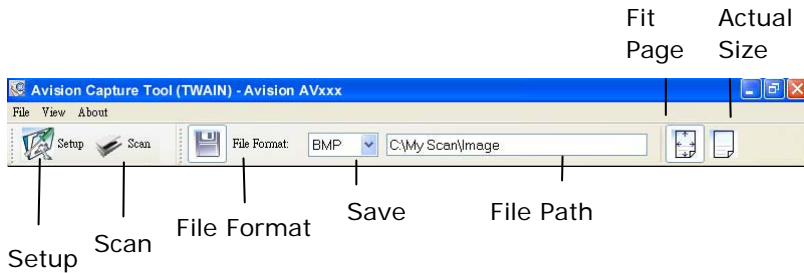 Fit Page
Actual Size
Avision Capture Tool (TWAIN) - Avision AVxxx
File View About
Setup Scan File Format: BMP C:\My Scan\Image
Save
File Path
File Format
Scan
Setup